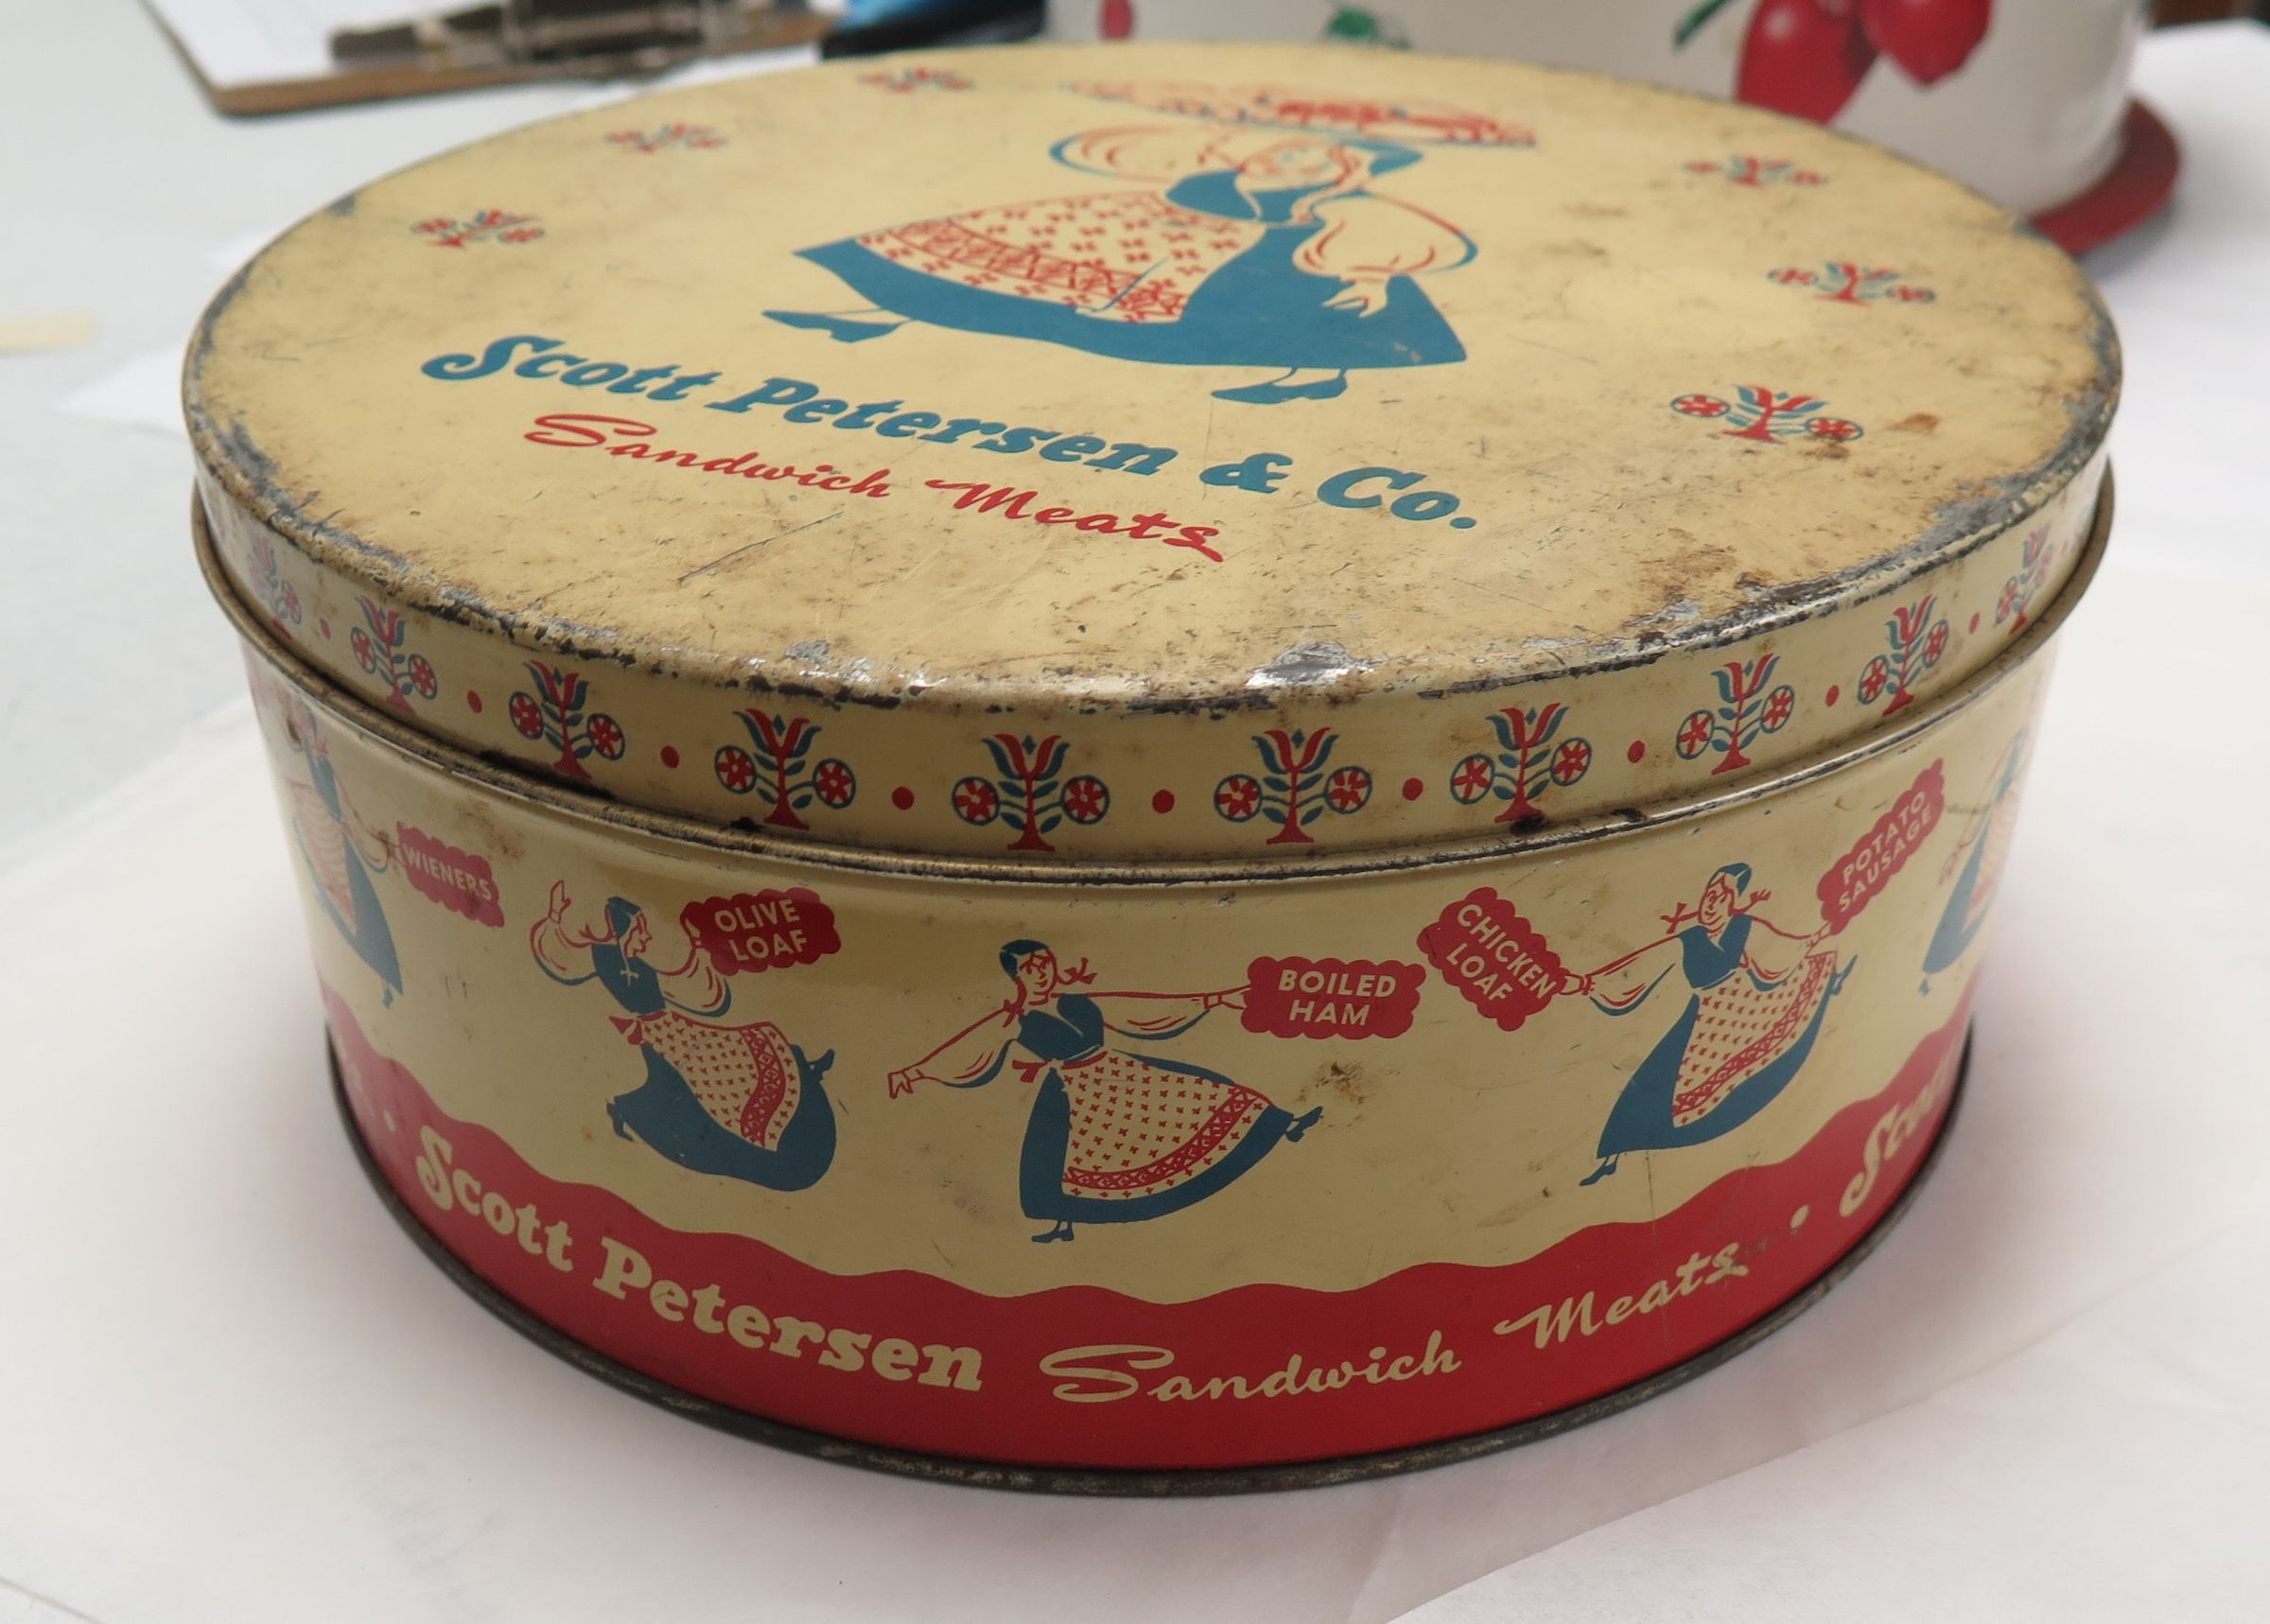 Scott Petersen & Co.
Sandwich Meats
WIENERS
OLIVE
LOAF
BOILED
HAM
CHICKEN
LOAF
POTATO
SAUSAGE
Scott Petersen Sandwich Meats